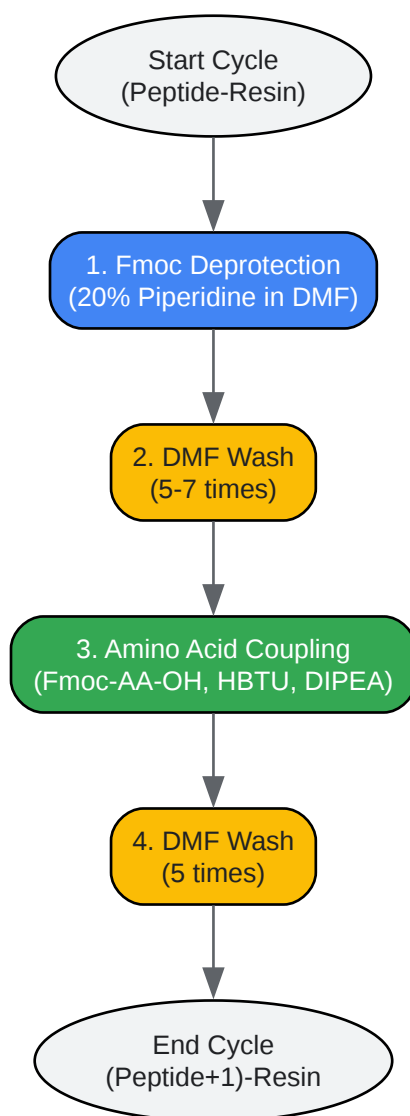 Start Cycle
(Peptide-Resin)
1. Fmoc Deprotection
(20% Piperidine in DMF)
2. DMF Wash
(5-7 times)
3. Amino Acid Coupling
(Fmoc-AA-OH, HBTU, DIPEA)
4. DMF Wash
(5 times)
End Cycle
(Peptide+1)-Resin